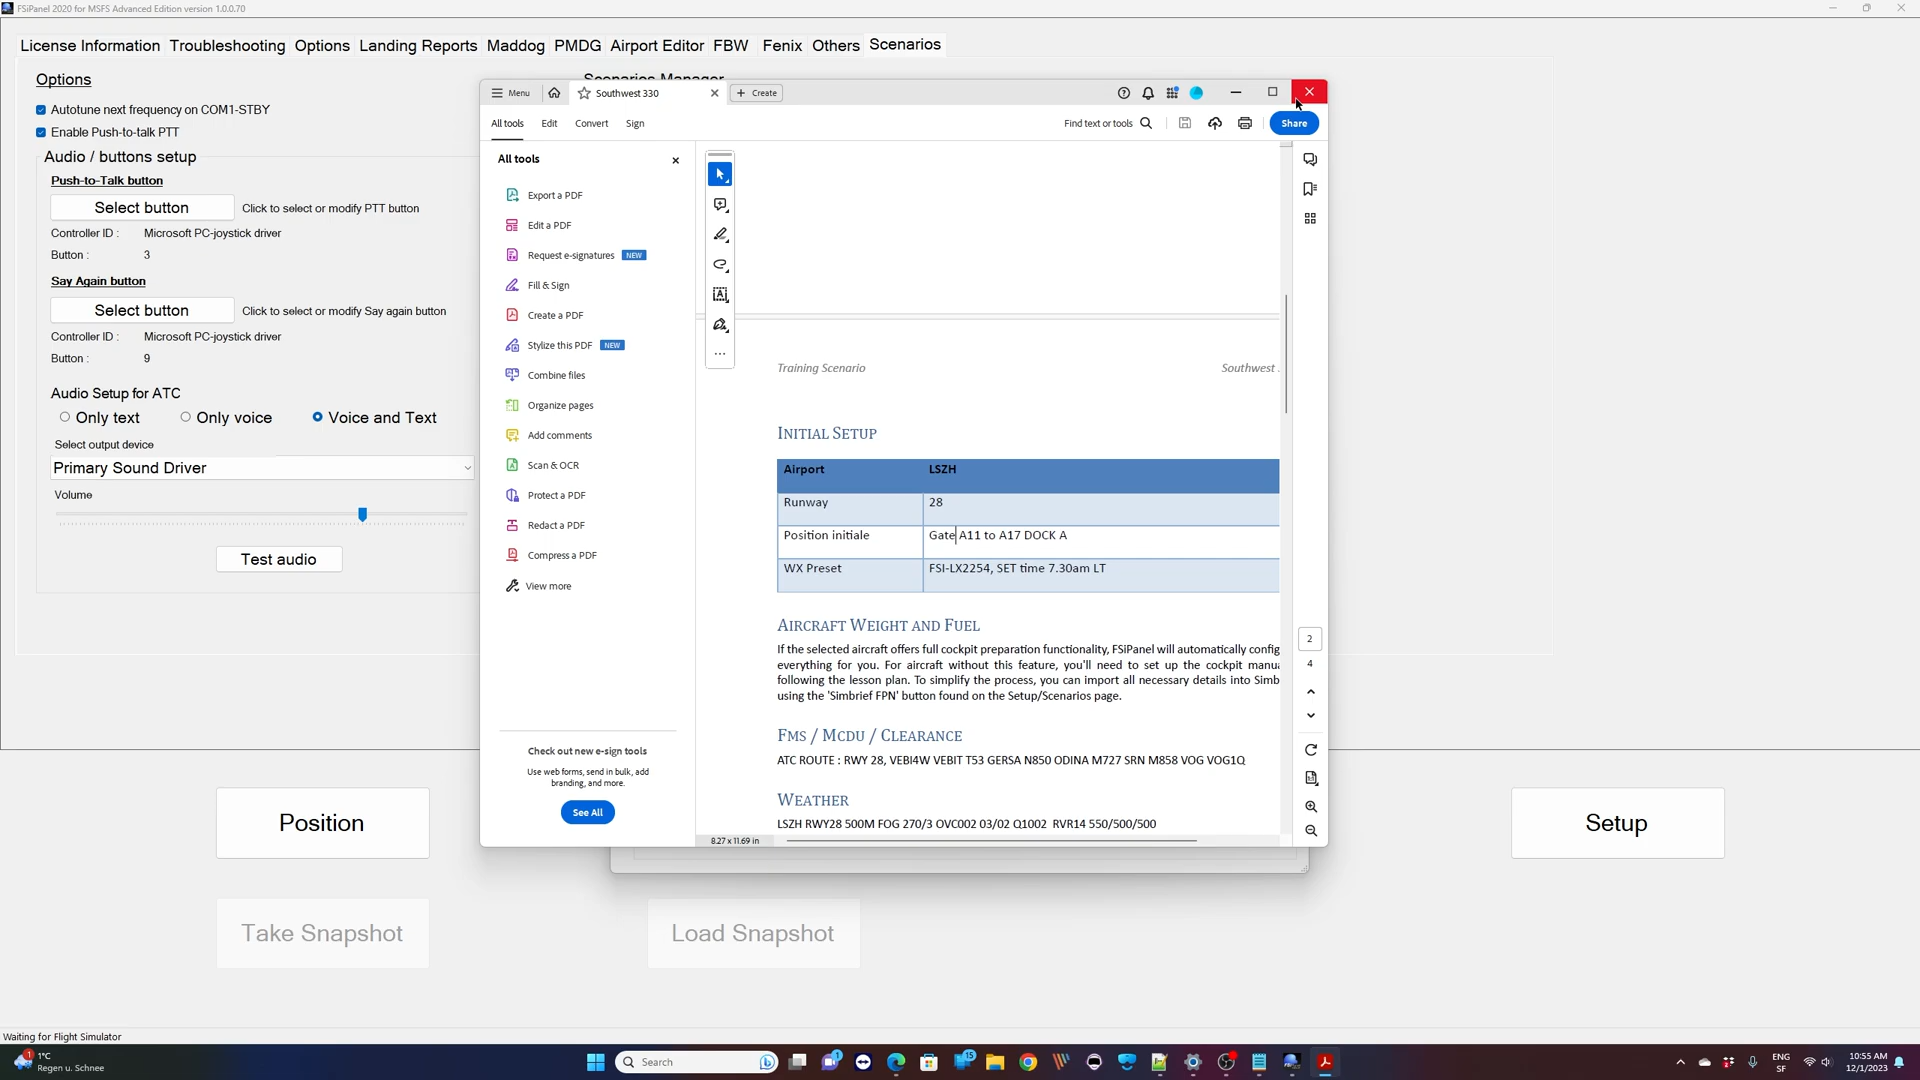 FSiPanel 2020 for MSFS Advanced Edition version 1.0.0.70
License Information Troubleshooting Options Landing Reports Maddog PMDG Airport Editor FBW Fenix Others Scenarios
Options
Autotune next frequency on COM1-STBY
Enable Push-to-talk PTT
Audio / buttons setup
Push-to-Talk button
Select button Click to select or modify PTT button
Controller ID : Microsoft PC-joystick driver
Button : 3
Say Again button
Select button Click to select or modify Say again button
Controller ID : Microsoft PC-joystick driver
Button : 9
Audio Setup for ATC
Only text Only voice Voice and Text
Select output device
Primary Sound Driver
Volume
Test audio
Scenarios Manager
Menu Southwest 330 Create
All tools Edit Convert Sign Find text or tools Share
All tools
Export a PDF
Edit a PDF
Request e-signatures NEW
Fill & Sign
Create a PDF
Stylize this PDF NEW
Combine files
Organize pages
Add comments
Scan & OCR
Protect a PDF
Redact a PDF
Compress a PDF
View more
Check out new e-sign tools
Use web forms, send in bulk, add
branding, and more.
See All
Training Scenario Southwest
INITIAL SETUP
Airport LSZH
Runway 28
Position initiale Gate A11 to A17 DOCK A
WX Preset FSI-LX2254, SET time 7.30am LT
AIRCRAFT WEIGHT AND FUEL
If the selected aircraft offers full cockpit preparation functionality, FSiPanel will automatically config
everything for you. For aircraft without this feature, you'll need to set up the cockpit manua
following the lesson plan. To simplify the process, you can import all necessary details into Simb
using the 'Simbrief FPN' button found on the Setup/Scenarios page.
FMS / MCDU / CLEARANCE
ATC ROUTE : RWY 28, VEBI4W VEBIT T53 GERSA N850 ODINA M727 SRN M858 VOG VOG1Q
WEATHER
LSZH RWY28 500M FOG 270/3 OVC002 03/02 Q1002 RVR14 550/500/500
8.27 x 11.69 in
2
4
Position
Setup
Take Snapshot
Load Snapshot
Waiting for Flight Simulator
1
1°C
Regen u. Schnee
Search
1
15
ENG
SF
10:55 AM
12/1/2023